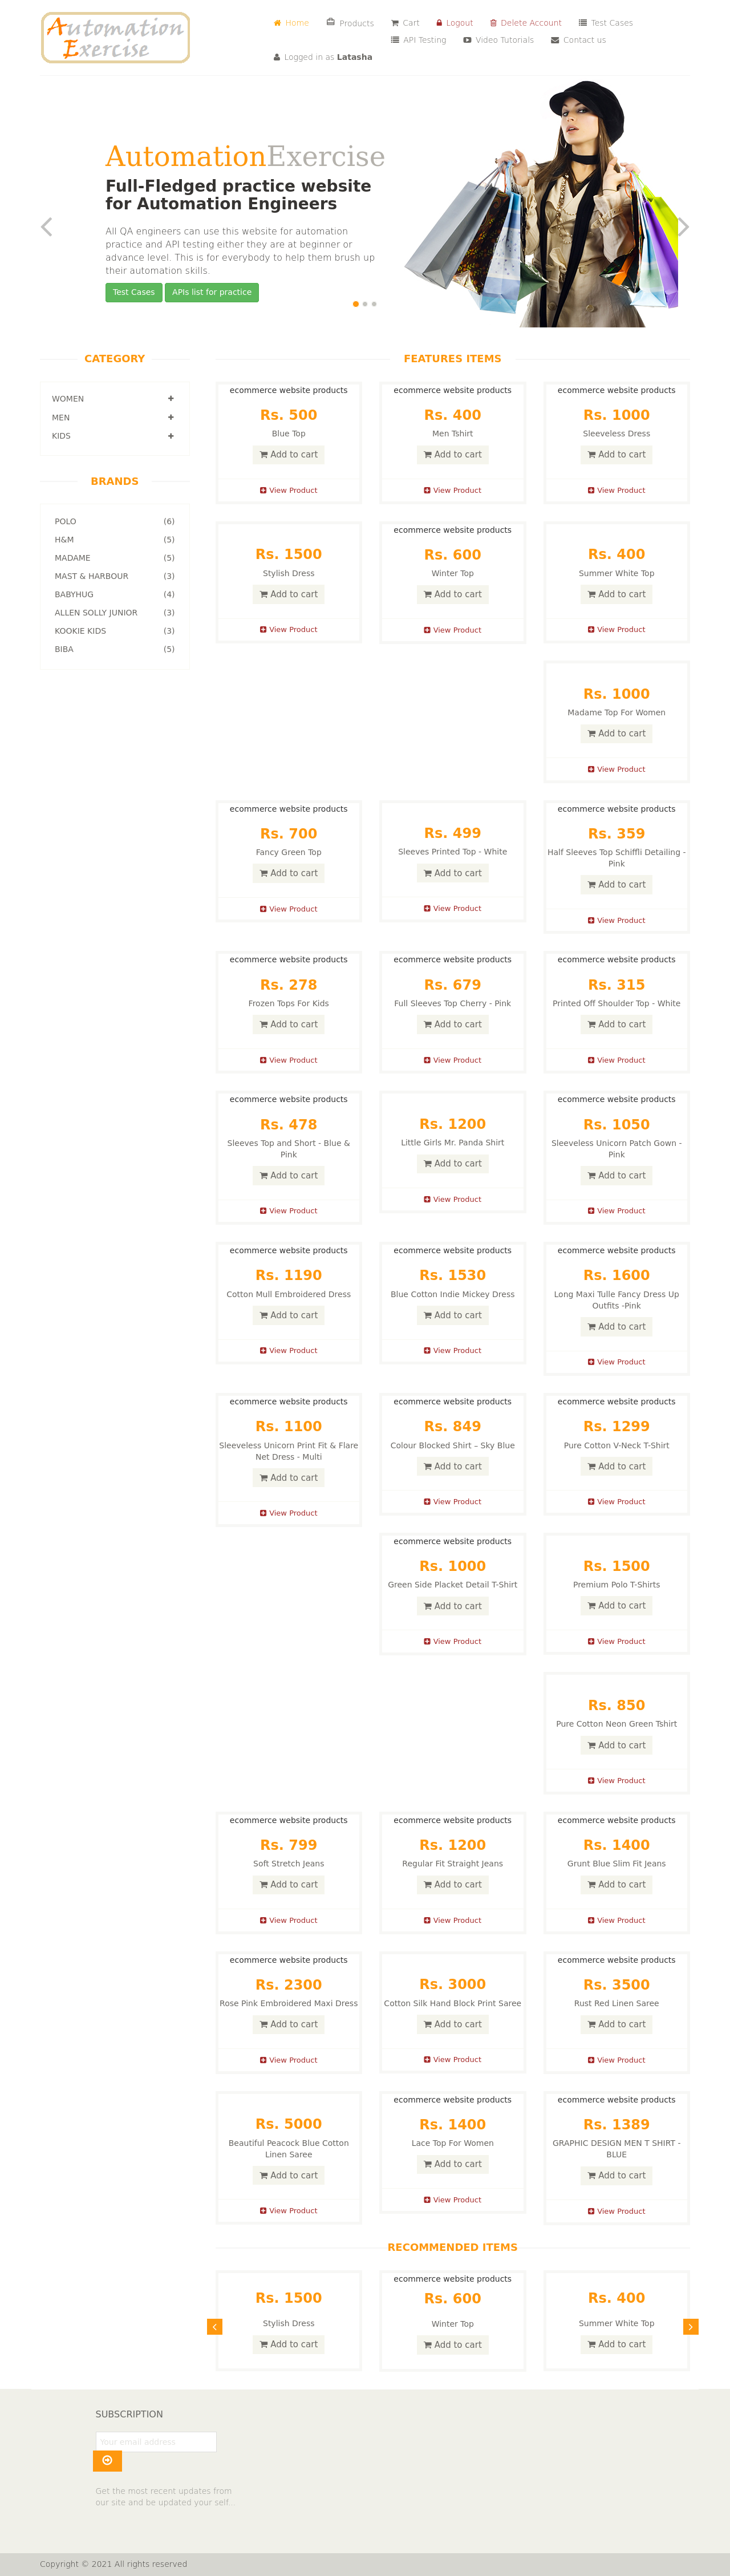 Automation
Exercise
Home
Products
Cart
Logout
Delete Account
Test Cases
API Testing
Video Tutorials
Contact us
Logged in as Latasha
AutomationExercise
Full-Fledged practice website
for Automation Engineers
All QA engineers can use this website for automation
practice and API testing either they are at beginner or
advance level. This is for everybody to help them brush up
their automation skills.
Test Cases
APIs list for practice
CATEGORY
WOMEN
MEN
KIDS
BRANDS
POLO (6)
H&M (5)
MADAME (5)
MAST & HARBOUR (3)
BABYHUG (4)
ALLEN SOLLY JUNIOR (3)
KOOKIE KIDS (3)
BIBA (5)
FEATURES ITEMS
ecommerce website products
Rs. 500
Blue Top
Add to cart
View Product
ecommerce website products
Rs. 400
Men Tshirt
Add to cart
View Product
ecommerce website products
Rs. 1000
Sleeveless Dress
Add to cart
View Product
Rs. 1500
Stylish Dress
Add to cart
View Product
ecommerce website products
Rs. 600
Winter Top
Add to cart
View Product
Rs. 400
Summer White Top
Add to cart
View Product
Rs. 1000
Madame Top For Women
Add to cart
View Product
ecommerce website products
Rs. 700
Fancy Green Top
Add to cart
View Product
Rs. 499
Sleeves Printed Top - White
Add to cart
View Product
ecommerce website products
Rs. 359
Half Sleeves Top Schiffli Detailing -
Pink
Add to cart
View Product
ecommerce website products
Rs. 278
Frozen Tops For Kids
Add to cart
View Product
ecommerce website products
Rs. 679
Full Sleeves Top Cherry - Pink
Add to cart
View Product
ecommerce website products
Rs. 315
Printed Off Shoulder Top - White
Add to cart
View Product
ecommerce website products
Rs. 478
Sleeves Top and Short - Blue &
Pink
Add to cart
View Product
Rs. 1200
Little Girls Mr. Panda Shirt
Add to cart
View Product
ecommerce website products
Rs. 1050
Sleeveless Unicorn Patch Gown -
Pink
Add to cart
View Product
ecommerce website products
Rs. 1190
Cotton Mull Embroidered Dress
Add to cart
View Product
ecommerce website products
Rs. 1530
Blue Cotton Indie Mickey Dress
Add to cart
View Product
ecommerce website products
Rs. 1600
Long Maxi Tulle Fancy Dress Up
Outfits -Pink
Add to cart
View Product
ecommerce website products
Rs. 1100
Sleeveless Unicorn Print Fit & Flare
Net Dress - Multi
Add to cart
View Product
ecommerce website products
Rs. 849
Colour Blocked Shirt – Sky Blue
Add to cart
View Product
ecommerce website products
Rs. 1299
Pure Cotton V-Neck T-Shirt
Add to cart
View Product
ecommerce website products
Rs. 1000
Green Side Placket Detail T-Shirt
Add to cart
View Product
Rs. 1500
Premium Polo T-Shirts
Add to cart
View Product
Rs. 850
Pure Cotton Neon Green Tshirt
Add to cart
View Product
ecommerce website products
Rs. 799
Soft Stretch Jeans
Add to cart
View Product
ecommerce website products
Rs. 1200
Regular Fit Straight Jeans
Add to cart
View Product
ecommerce website products
Rs. 1400
Grunt Blue Slim Fit Jeans
Add to cart
View Product
ecommerce website products
Rs. 2300
Rose Pink Embroidered Maxi Dress
Add to cart
View Product
Rs. 3000
Cotton Silk Hand Block Print Saree
Add to cart
View Product
ecommerce website products
Rs. 3500
Rust Red Linen Saree
Add to cart
View Product
Rs. 5000
Beautiful Peacock Blue Cotton
Linen Saree
Add to cart
View Product
ecommerce website products
Rs. 1400
Lace Top For Women
Add to cart
View Product
ecommerce website products
Rs. 1389
GRAPHIC DESIGN MEN T SHIRT -
BLUE
Add to cart
View Product
RECOMMENDED ITEMS
Rs. 1500
Stylish Dress
Add to cart
ecommerce website products
Rs. 600
Winter Top
Add to cart
Rs. 400
Summer White Top
Add to cart
SUBSCRIPTION
Your email address
Get the most recent updates from
our site and be updated your self...
Copyright © 2021 All rights reserved